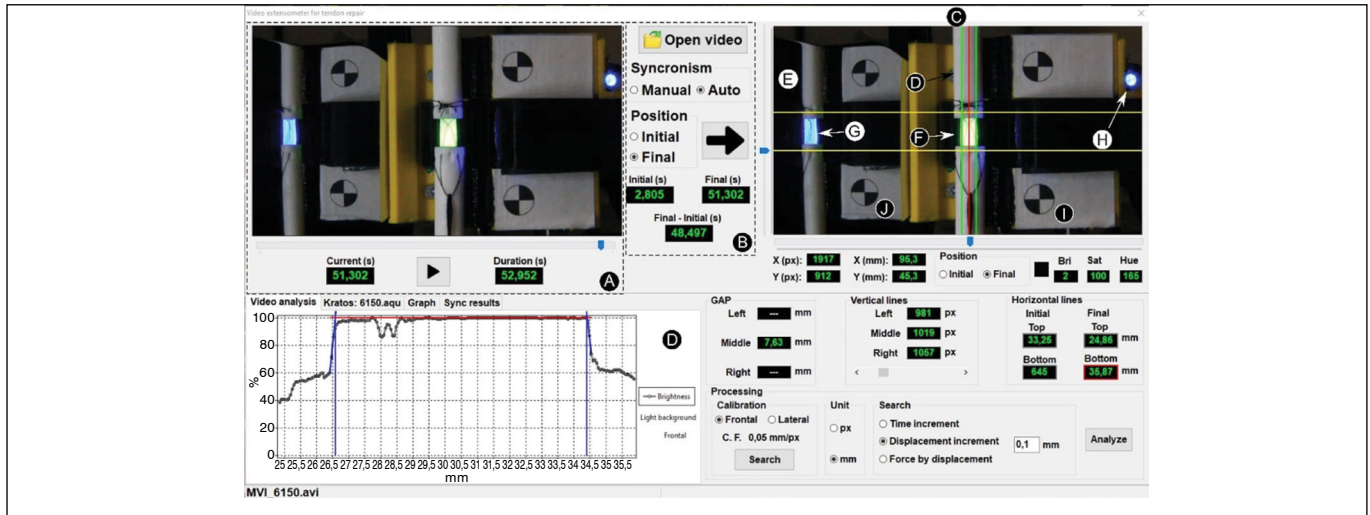 Video extensometer for tendon repair
Open video
Syncronism
Manual Auto
Position
Initial
Final
Initial (s) Final (s)
2,805 51,302
Final - Initial (s)
48,497
B
Current (s) Duration (s)
51,302 52,952
A
C
D
E
F
G
H
I
J
X (px): 1917 X (mm): 95,3
Y (px): 912 Y (mm): 45,3
Position
Initial Final
Bri Sat Hue
2 100 165
Video analysis Kratos: 6150.aqu Graph Sync results
100
80
60
40
20
0
%
25 25,5 26 26,5 27 27,5 28 28,5 29 29,5 30 30,5 31 31,5 32 32,5 33 33,5 34 34,5 35 35,5
mm
D
Brightness
Light background
Frontal
GAP
Left --- mm
Middle 7,63 mm
Right --- mm
Vertical lines
Left 981 px
Middle 1019 px
Right 1057 px
< >
Horizontal lines
Initial Final
Top Top
33,25 24,86 mm
Bottom Bottom
645 35,87 mm
Processing
Calibration
Frontal Lateral
C. F. 0,05 mm/px
Search
Unit
px
mm
Search
Time increment
Displacement increment 0,1 mm
Force by displacement
Analyze
MVI_6150.avi